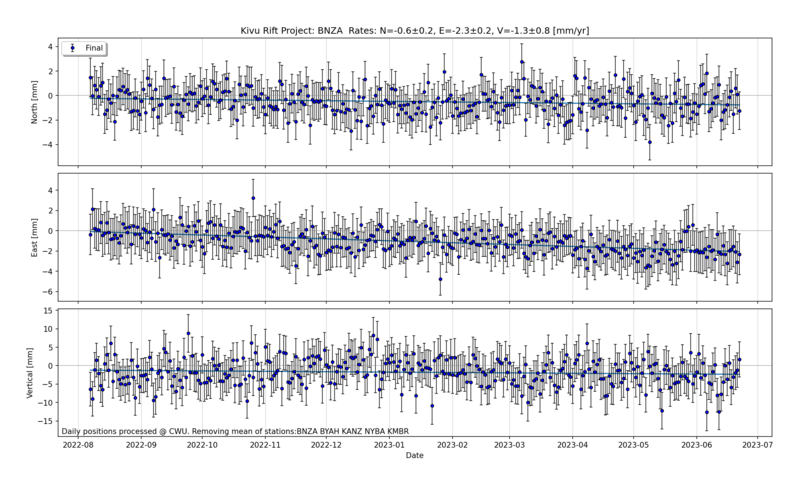 Kivu Rift Project: BNZA  Rates: N=-0.6±0.2, E=-2.3±0.2, V=-1.3±0.8 [mm/yr]
Final
4
2
0
−2
−4
North [mm]
4
2
0
−2
−4
−6
East [mm]
15
10
5
0
−5
−10
−15
Vertical [mm]
Daily positions processed @ CWU. Removing mean of stations:BNZA BYAH KANZ NYBA KMBR
2022-08 2022-09 2022-10 2022-11 2022-12 2023-01 2023-02 2023-03 2023-04 2023-05 2023-06 2023-07
Date